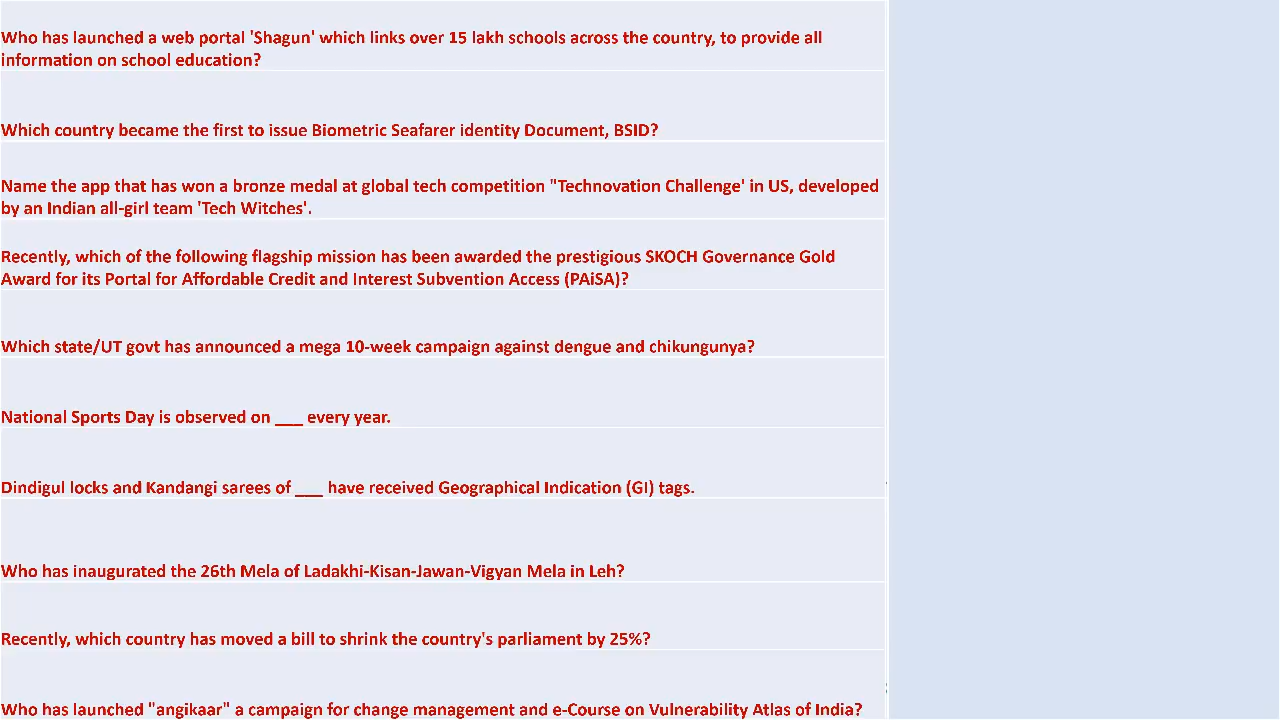 Who has launched a web portal 'Shagun' which links over 15 lakh schools across the country, to provide all
information on school education?
Which country became the first to issue Biometric Seafarer identity Document, BSID?
Name the app that has won a bronze medal at global tech competition "Technovation Challenge' in US, developed
by an Indian all-girl team 'Tech Witches'.
Recently, which of the following flagship mission has been awarded the prestigious SKOCH Governance Gold
Award for its Portal for Affordable Credit and Interest Subvention Access (PAiSA)?
Which state/UT govt has announced a mega 10-week campaign against dengue and chikungunya?
National Sports Day is observed on ___ every year.
Dindigul locks and Kandangi sarees of ___ have received Geographical Indication (GI) tags.
Who has inaugurated the 26th Mela of Ladakhi-Kisan-Jawan-Vigyan Mela in Leh?
Recently, which country has moved a bill to shrink the country's parliament by 25%?
Who has launched "angikaar" a campaign for change management and e-Course on Vulnerability Atlas of India?